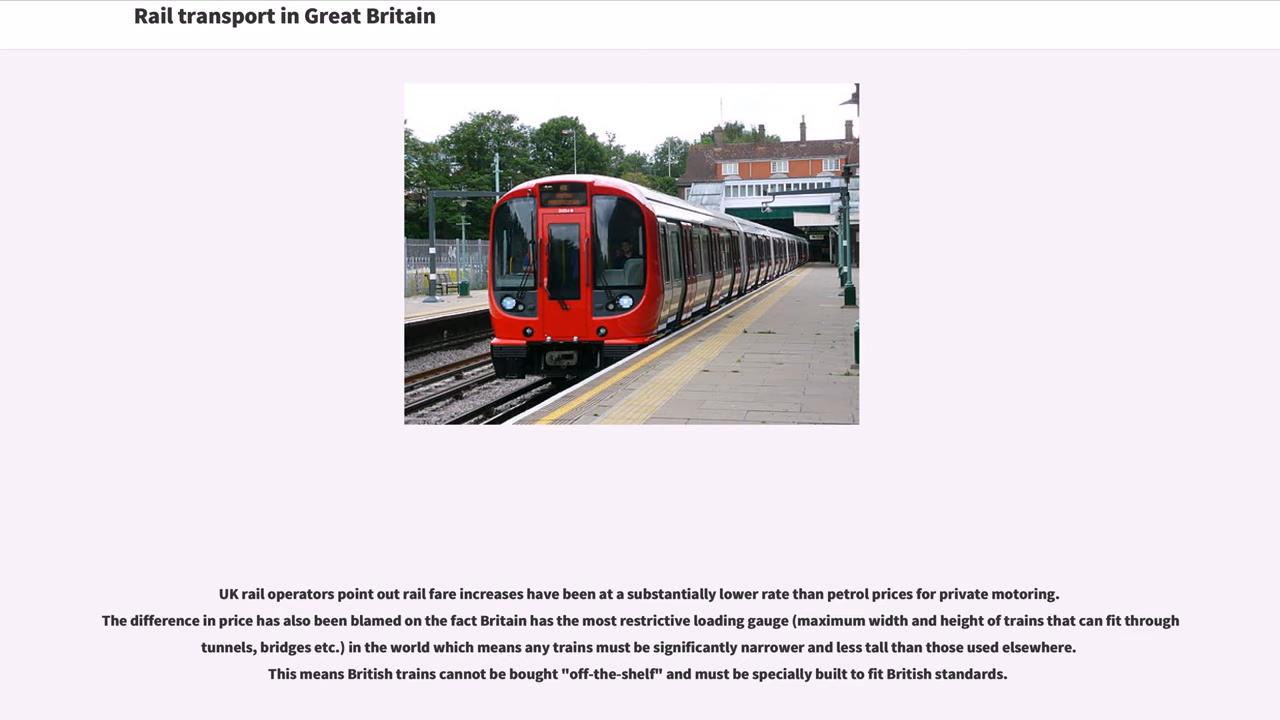 Rail transport in Great Britain
UK rail operators point out rail fare increases have been at a substantially lower rate than petrol prices for private motoring.
The difference in price has also been blamed on the fact Britain has the most restrictive loading gauge (maximum width and height of trains that can fit through
tunnels, bridges etc.) in the world which means any trains must be significantly narrower and less tall than those used elsewhere.
This means British trains cannot be bought "off-the-shelf" and must be specially built to fit British standards.